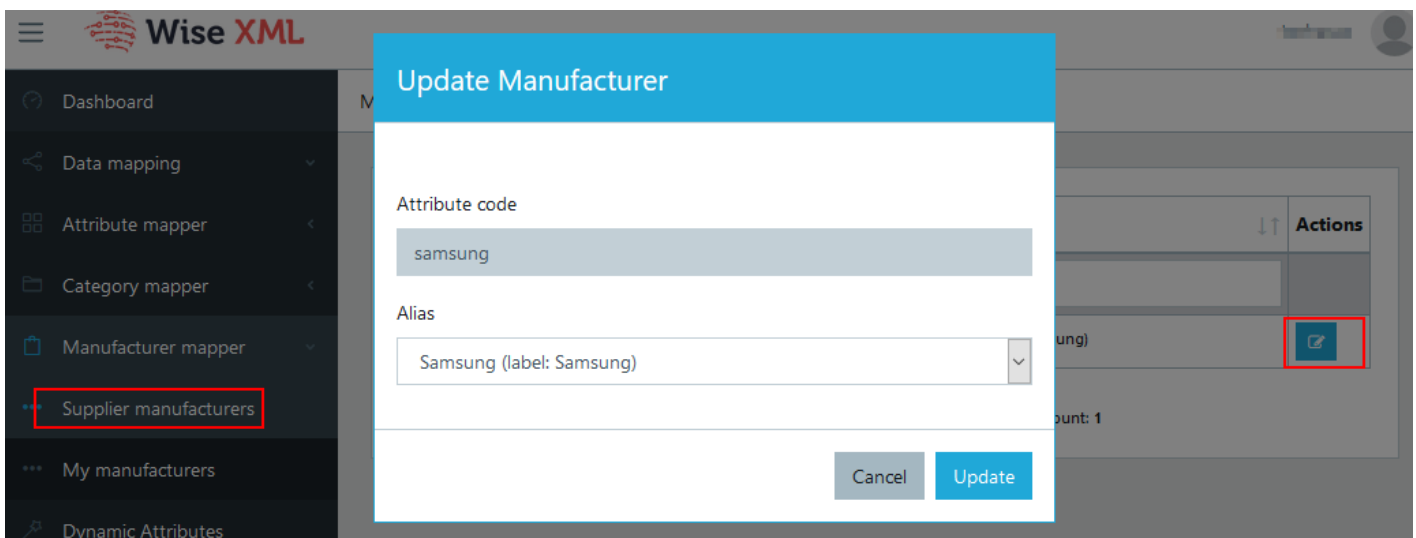 Wise XML
Dashboard
Data mapping
Attribute mapper
Category mapper
Manufacturer mapper
Supplier manufacturers
My manufacturers
Dynamic Attributes
M
Update Manufacturer
Attribute code
samsung
Alias
Samsung (label: Samsung)
Cancel
Update
Actions
ung)
ount: 1